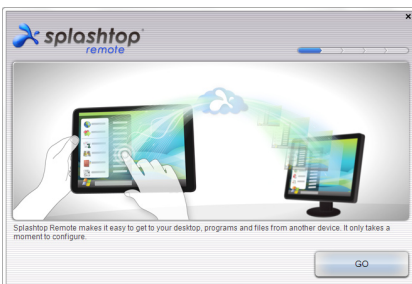 splashtop
remote
Splashtop Remote makes it easy to get to your desktop, programs and files from another device. It only takes a
moment to configure.
GO